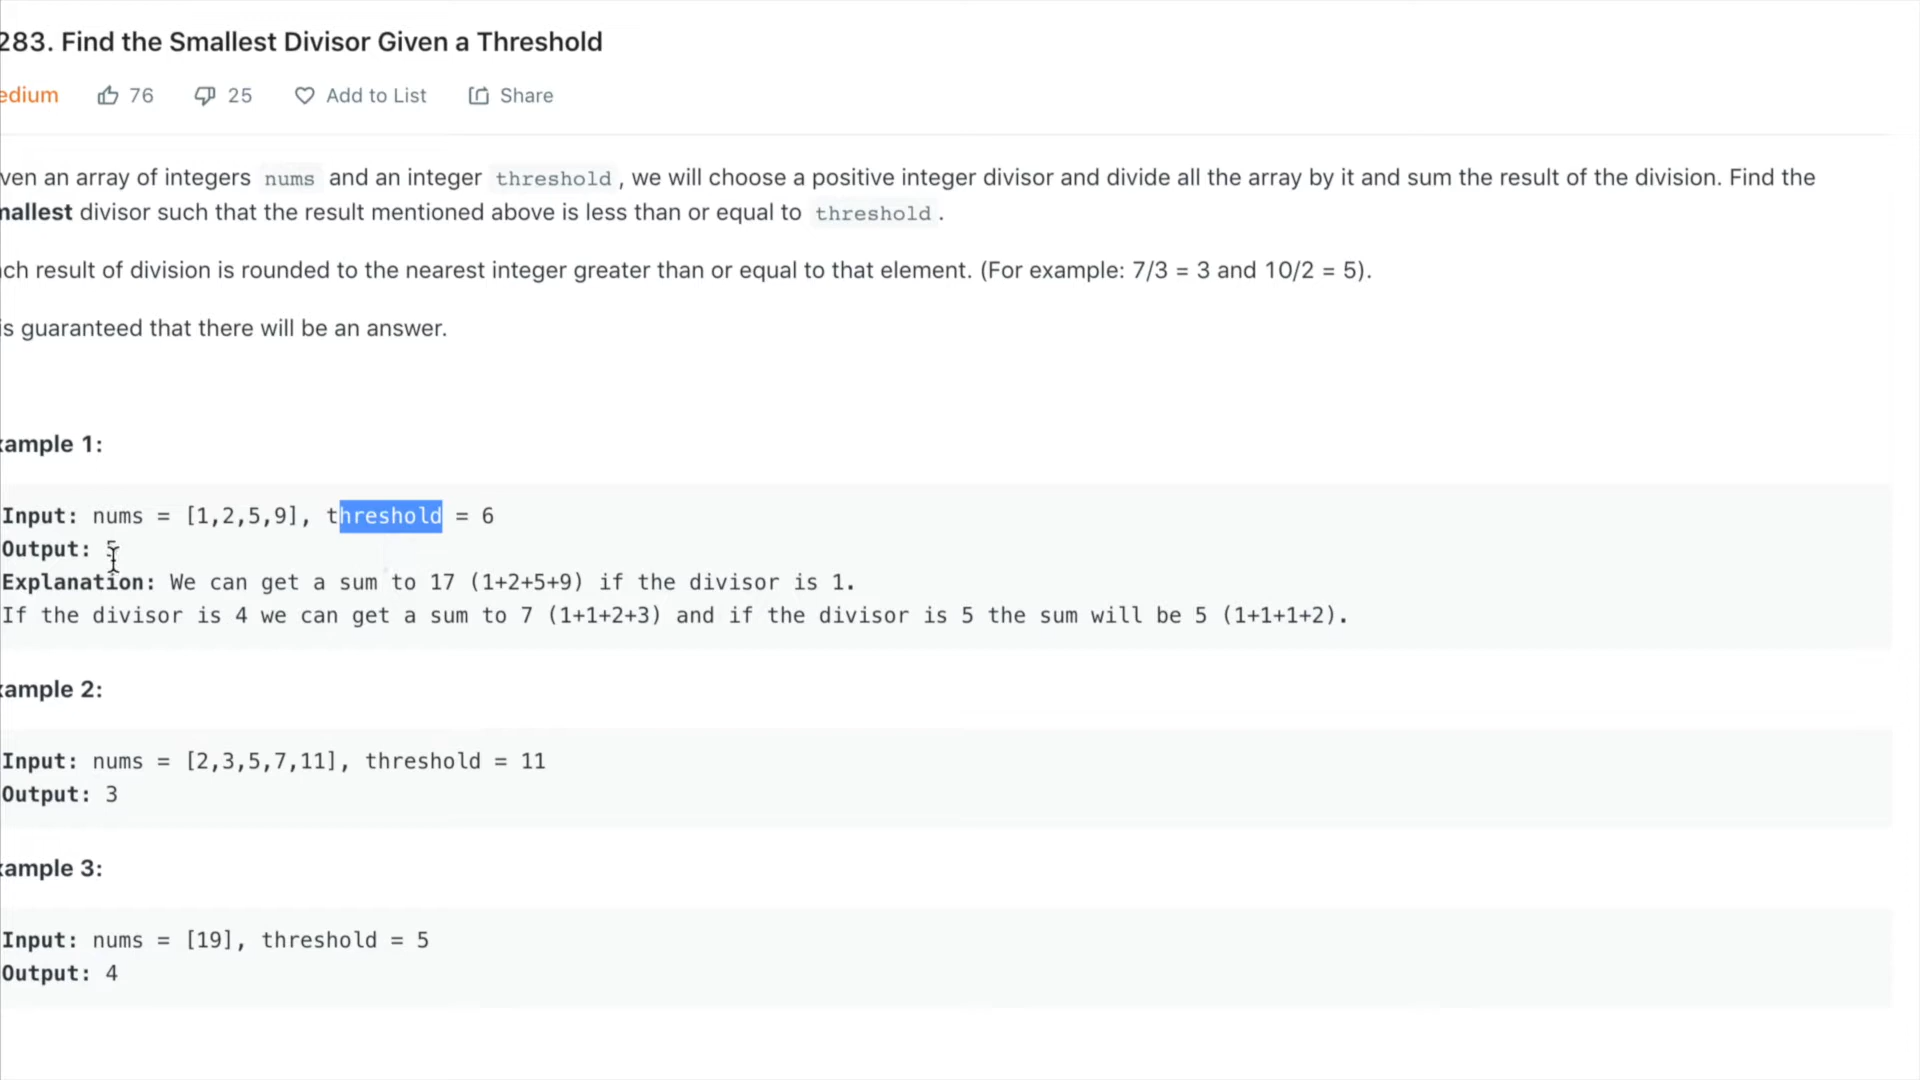 283. Find the Smallest Divisor Given a Threshold
edium 76 25 Add to List Share
ven an array of integers nums and an integer threshold , we will choose a positive integer divisor and divide all the array by it and sum the result of the division. Find the
nallest divisor such that the result mentioned above is less than or equal to threshold .
ch result of division is rounded to the nearest integer greater than or equal to that element. (For example: 7/3 = 3 and 10/2 = 5).
is guaranteed that there will be an answer.
xample 1:
Input: nums = [1,2,5,9], threshold = 6
Output: 5
Explanation: We can get a sum to 17 (1+2+5+9) if the divisor is 1.
If the divisor is 4 we can get a sum to 7 (1+1+2+3) and if the divisor is 5 the sum will be 5 (1+1+1+2).
xample 2:
Input: nums = [2,3,5,7,11], threshold = 11
Output: 3
xample 3:
Input: nums = [19], threshold = 5
Output: 4